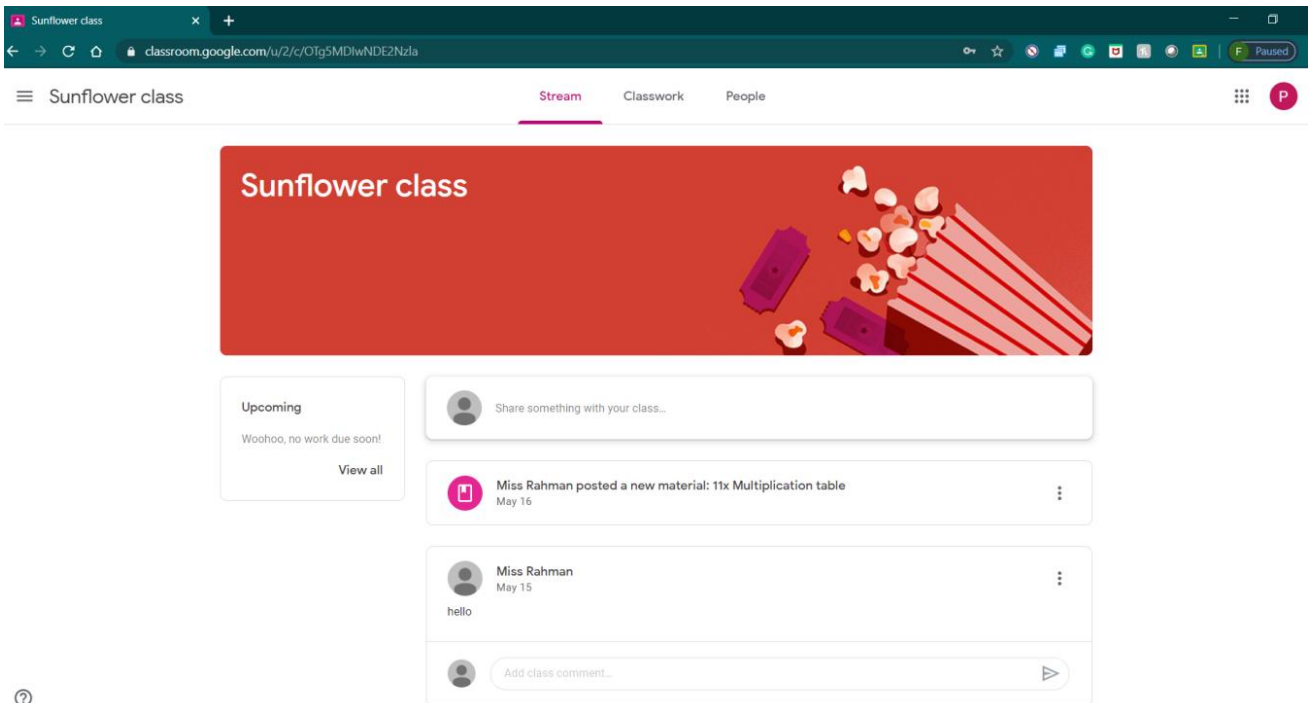 Sunflower class
classroom.google.com/u/2/c/OTg5MDIwNDE2Nzla
F Paused
Sunflower class
Stream Classwork People
P
Sunflower class
Upcoming
Woohoo, no work due soon!
View all
Share something with your class...
Miss Rahman posted a new material: 11x Multiplication table
May 16
Miss Rahman
May 15
hello
Add class comment...